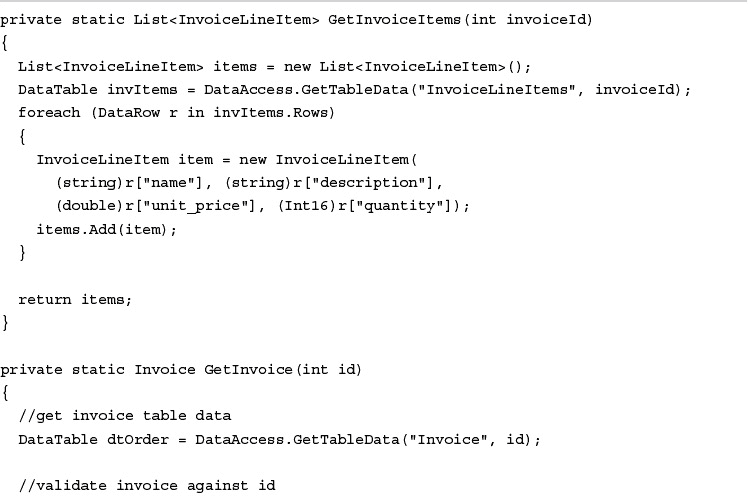 private static List<InvoiceLineItem> GetInvoiceItems(int invoiceId)
{
  List<InvoiceLineItem> items = new List<InvoiceLineItem>();
  DataTable invItems = DataAccess.GetTableData("InvoiceLineItems", invoiceId);
  foreach (DataRow r in invItems.Rows)
  {
    InvoiceLineItem item = new InvoiceLineItem(
      (string)r["name"], (string)r["description"],
      (double)r["unit_price"], (Int16)r["quantity"]);
    items.Add(item);
  }

  return items;
}

private static Invoice GetInvoice(int id)
{
  //get invoice table data
  DataTable dtOrder = DataAccess.GetTableData("Invoice", id);

  //validate invoice against id